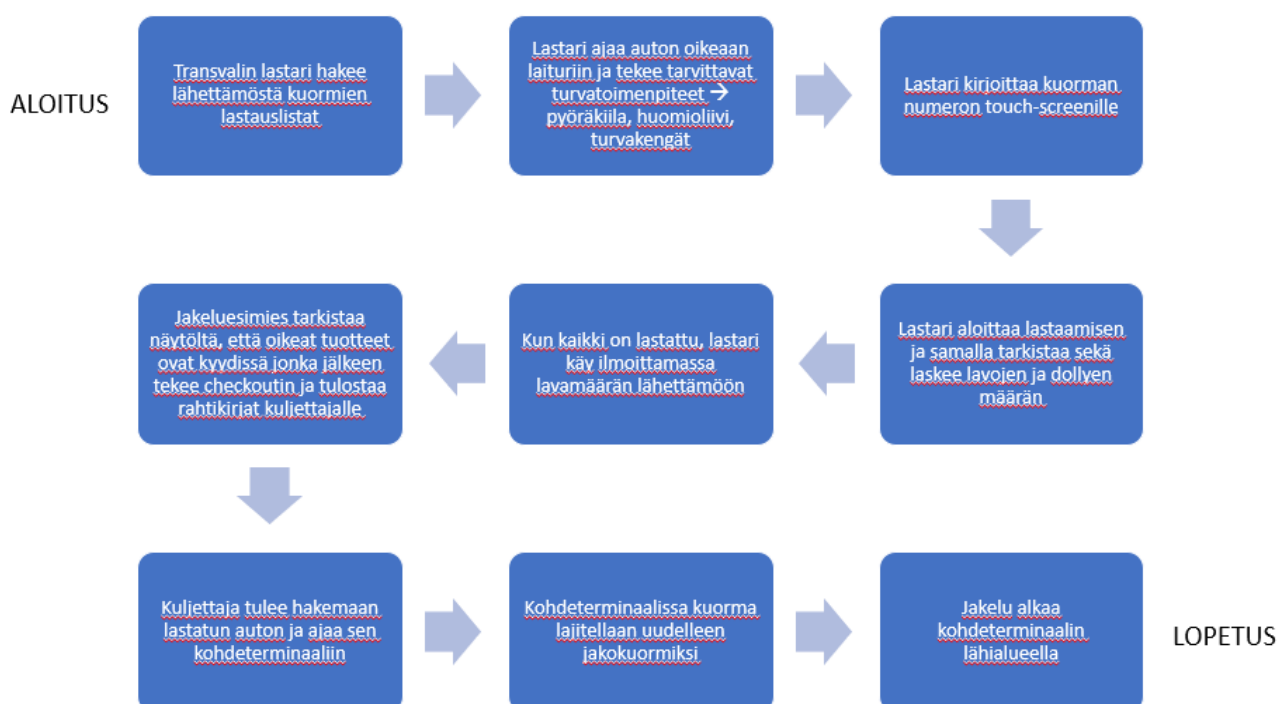 ALOITUS
Transvalin lastari hakee
lähettämöstä kuormien
lastauslistat
Lastari ajaa auton oikeaan
laituriin ja tekee tarvittavat
turvatoimenpiteet →
pyöräkiila, huomioliivi,
turvakengät
Lastari kirjoittaa kuorman
numeron touch-screenille
Lastari aloittaa lastaamisen
ja samalla tarkistaa sekä
laskee lavojen ja dollyen
määrän
Kun kaikki on lastattu, lastari
käy ilmoittamassa
lavamäärän lähettämöön
Jakeluesimies tarkistaa
näytöltä, että oikeat tuotteet
ovat kyydissä jonka jälkeen
tekee checkoutin ja tulostaa
rahtikirjat kuljettajalle
Kuljettaja tulee hakemaan
lastatun auton ja ajaa sen
kohdeterminaaliin
Kohdeterminaalissa kuorma
lajitellaan uudelleen
jakokuormiksi
Jakelu alkaa
kohdeterminaalin
lähialueella
LOPETUS